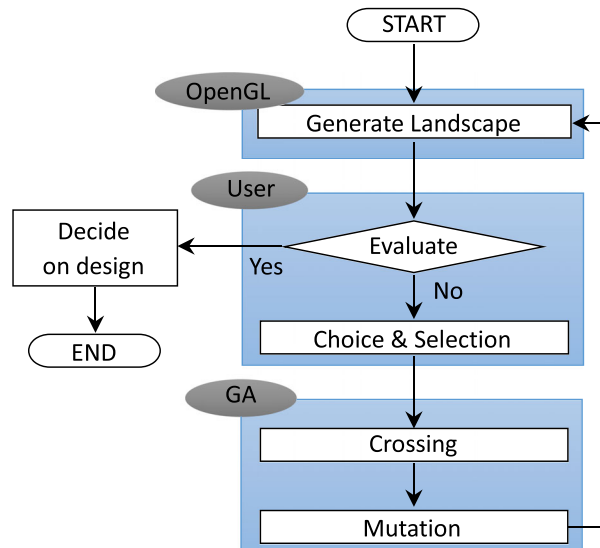 START
OpenGL
Generate Landscape
User
Evaluate
Yes
No
Decide
on design
END
Choice & Selection
GA
Crossing
Mutation